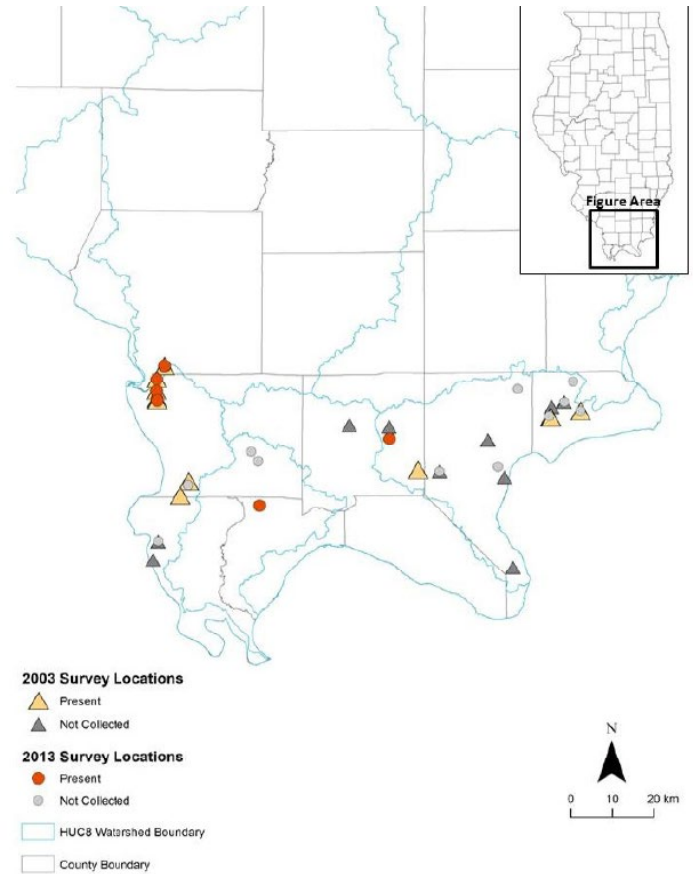 Figure Area
2003 Survey Locations
Present
Not Collected
2013 Survey Locations
Present
Not Collected
HUC8 Watershed Boundary
County Boundary
N
0 10 20 km